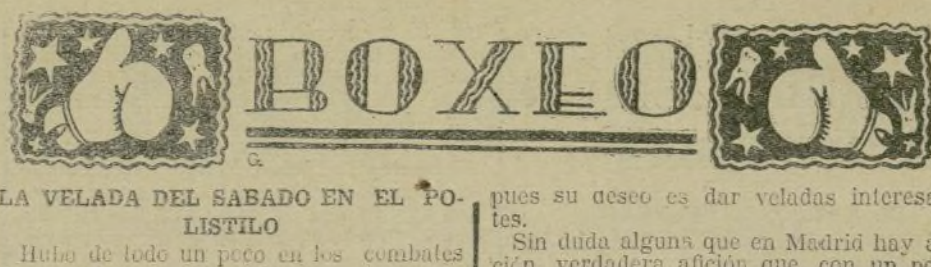 BOXEO
G.
LA VELADA DEL SABADO EN EL PO-
LISTILO
Hubo de todo un poco en los combates
pues su deseo es dar veladas interesa
tes.
Sin duda alguna que en Madrid hay a
ción, verdadera afición que, con un po